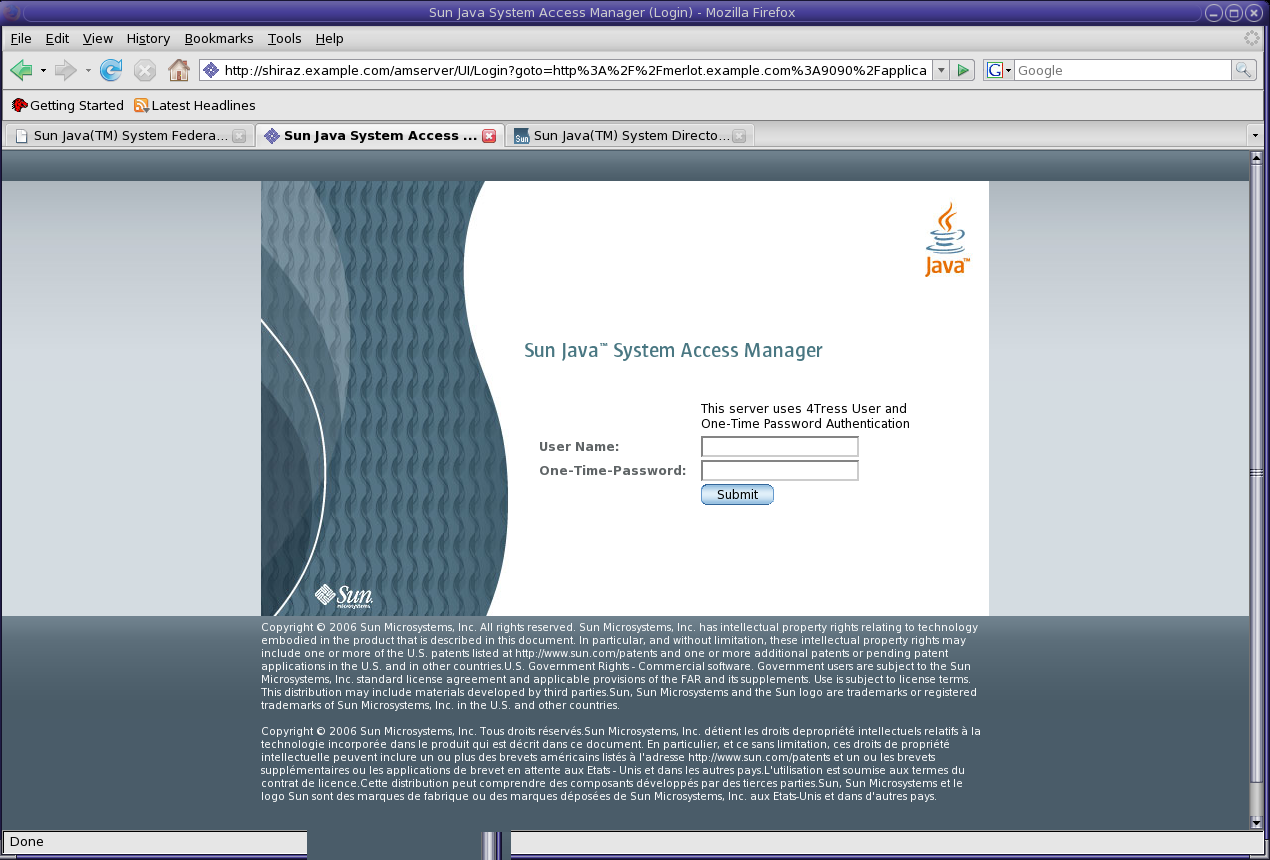 Sun Java System Access Manager (Login) - Mozilla Firefox
File Edit View History Bookmarks Tools Help
http://shiraz.example.com/amserver/UI/Login?goto=http%3A%2F%2Fmerlot.example.com%3A9090%2Fapplica
G Google
Getting Started Latest Headlines
Sun Java(TM) System Federa... Sun Java System Access ... Sun Sun Java(TM) System Directo...
Java™
Sun Java™ System Access Manager
This server uses 4Tress User and
One-Time Password Authentication
User Name:
One-Time-Password:
Submit
Sun
microsystems
Copyright © 2006 Sun Microsystems, Inc. All rights reserved. Sun Microsystems, Inc. has intellectual property rights relating to technology
embodied in the product that is described in this document. In particular, and without limitation, these intellectual property rights may
include one or more of the U.S. patents listed at http://www.sun.com/patents and one or more additional patents or pending patent
applications in the U.S. and in other countries.U.S. Government Rights - Commercial software. Government users are subject to the Sun
Microsystems, Inc. standard license agreement and applicable provisions of the FAR and its supplements. Use is subject to license terms.
This distribution may include materials developed by third parties.Sun, Sun Microsystems and the Sun logo are trademarks or registered
trademarks of Sun Microsystems, Inc. in the U.S. and other countries.
Copyright © 2006 Sun Microsystems, Inc. Tous droits réservés.Sun Microsystems, Inc. détient les droits depropriété intellectuels relatifs à la
technologie incorporée dans le produit qui est décrit dans ce document. En particulier, et ce sans limitation, ces droits de propriété
intellectuelle peuvent inclure un ou plus des brevets américains listés à l'adresse http://www.sun.com/patents et un ou les brevets
supplémentaires ou les applications de brevet en attente aux Etats - Unis et dans les autres pays.L'utilisation est soumise aux termes du
contrat de licence.Cette distribution peut comprendre des composants développés par des tierces parties.Sun, Sun Microsystems et le
logo Sun sont des marques de fabrique ou des marques déposées de Sun Microsystems, Inc. aux Etats-Unis et dans d'autres pays.
Done